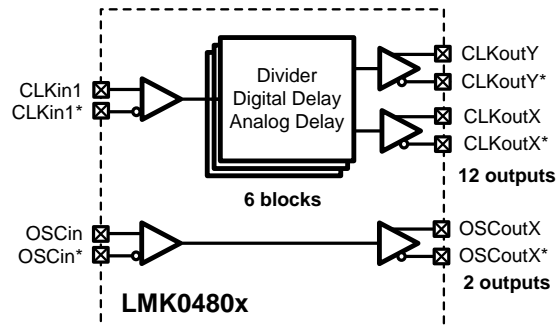 CLKin1
CLKin1*
Divider
Digital Delay
Analog Delay
6 blocks
CLKoutY
CLKoutY*
CLKoutX
CLKoutX*
12 outputs
OSCin
OSCin*
OSCoutX
OSCoutX*
2 outputs
LMK0480x